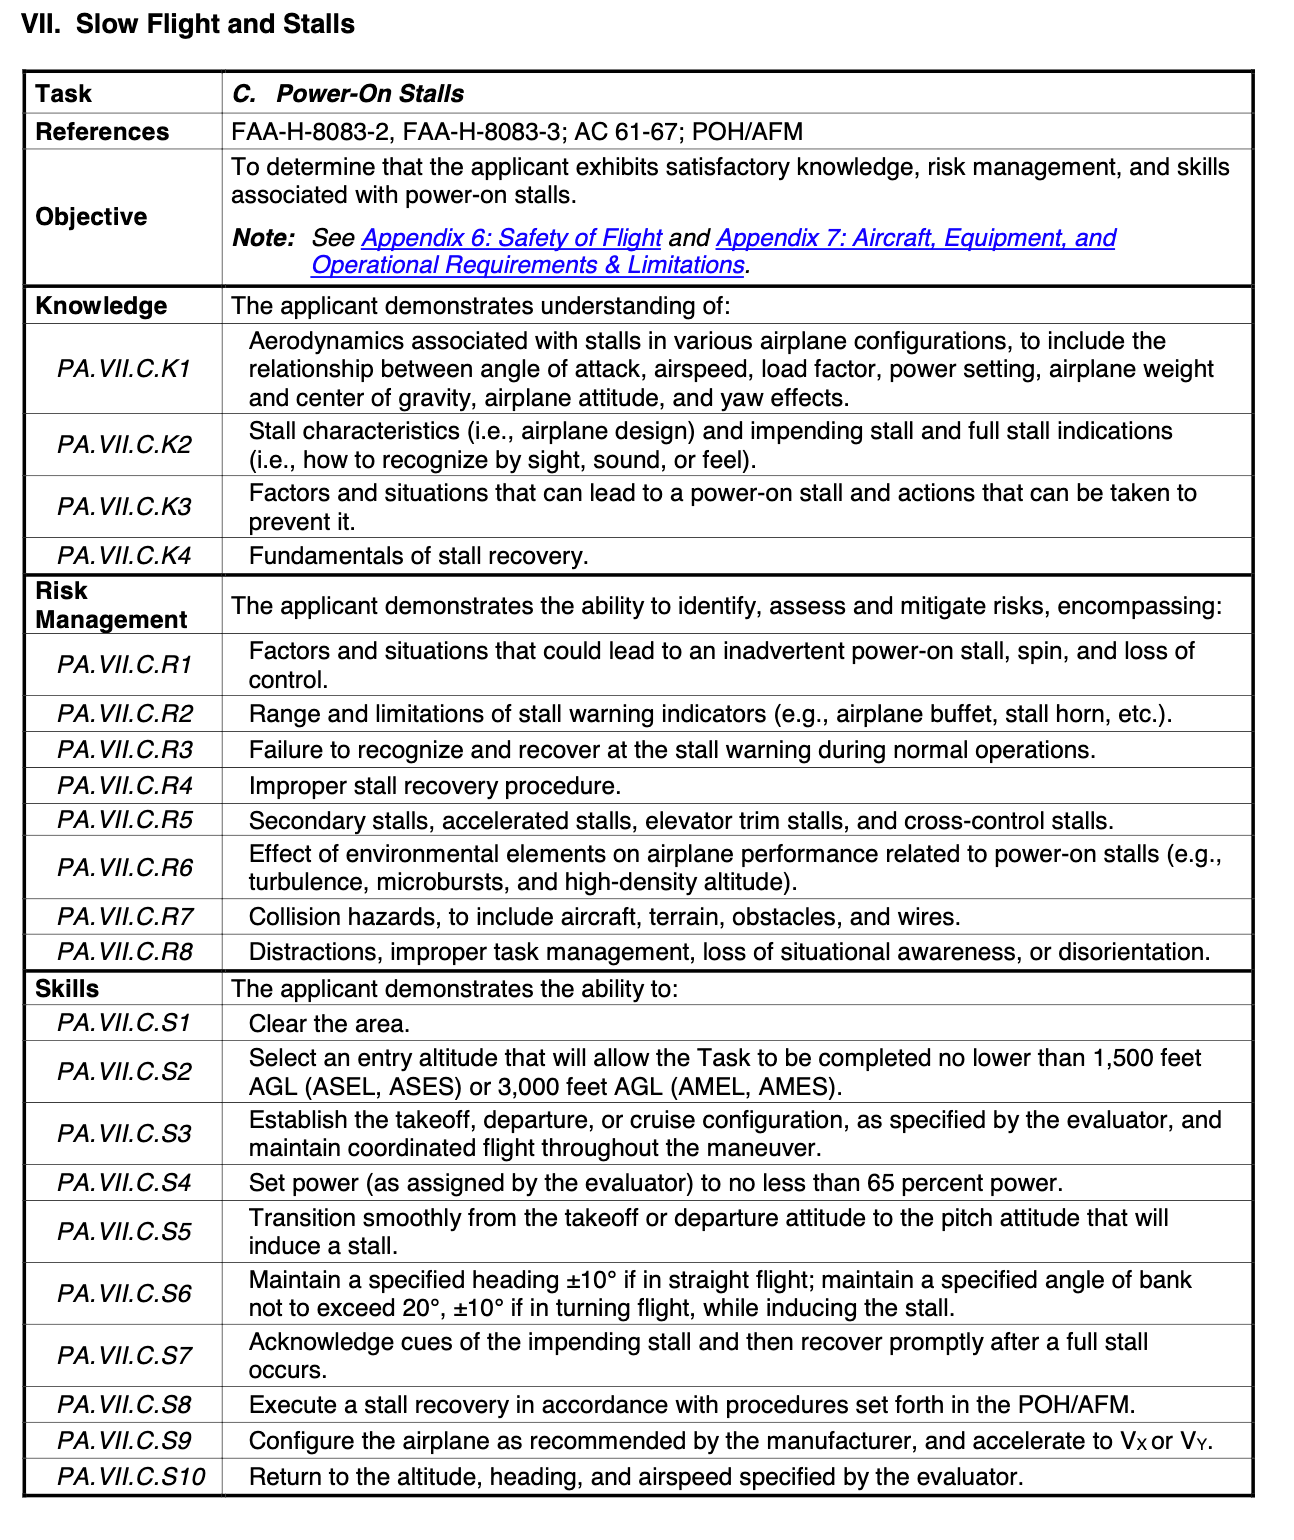 VII. Slow Flight and Stalls
Task
C. Power-On Stalls
References
FAA-H-8083-2, FAA-H-8083-3; AC 61-67; POH/AFM
Objective
To determine that the applicant exhibits satisfactory knowledge, risk management, and skills
associated with power-on stalls.
Note: See Appendix 6: Safety of Flight and Appendix 7: Aircraft, Equipment, and
Operational Requirements & Limitations.
Knowledge
The applicant demonstrates understanding of:
PA.VII.C.K1
Aerodynamics associated with stalls in various airplane configurations, to include the
relationship between angle of attack, airspeed, load factor, power setting, airplane weight
and center of gravity, airplane attitude, and yaw effects.
PA.VII.C.K2
Stall characteristics (i.e., airplane design) and impending stall and full stall indications
(i.e., how to recognize by sight, sound, or feel).
PA.VII.C.K3
Factors and situations that can lead to a power-on stall and actions that can be taken to
prevent it.
PA.VII.C.K4
Fundamentals of stall recovery.
Risk
Management
The applicant demonstrates the ability to identify, assess and mitigate risks, encompassing:
PA.VII.C.R1
Factors and situations that could lead to an inadvertent power-on stall, spin, and loss of
control.
PA.VII.C.R2
Range and limitations of stall warning indicators (e.g., airplane buffet, stall horn, etc.).
PA.VII.C.R3
Failure to recognize and recover at the stall warning during normal operations.
PA.VII.C.R4
Improper stall recovery procedure.
PA.VII.C.R5
Secondary stalls, accelerated stalls, elevator trim stalls, and cross-control stalls.
PA.VII.C.R6
Effect of environmental elements on airplane performance related to power-on stalls (e.g.,
turbulence, microbursts, and high-density altitude).
PA.VII.C.R7
Collision hazards, to include aircraft, terrain, obstacles, and wires.
PA.VII.C.R8
Distractions, improper task management, loss of situational awareness, or disorientation.
Skills
The applicant demonstrates the ability to:
PA.VII.C.S1
Clear the area.
PA.VII.C.S2
Select an entry altitude that will allow the Task to be completed no lower than 1,500 feet
AGL (ASEL, ASES) or 3,000 feet AGL (AMEL, AMES).
PA.VII.C.S3
Establish the takeoff, departure, or cruise configuration, as specified by the evaluator, and
maintain coordinated flight throughout the maneuver.
PA.VII.C.S4
Set power (as assigned by the evaluator) to no less than 65 percent power.
PA.VII.C.S5
Transition smoothly from the takeoff or departure attitude to the pitch attitude that will
induce a stall.
PA.VII.C.S6
Maintain a specified heading ±10° if in straight flight; maintain a specified angle of bank
not to exceed 20°, ±10° if in turning flight, while inducing the stall.
PA.VII.C.S7
Acknowledge cues of the impending stall and then recover promptly after a full stall
occurs.
PA.VII.C.S8
Execute a stall recovery in accordance with procedures set forth in the POH/AFM.
PA.VII.C.S9
Configure the airplane as recommended by the manufacturer, and accelerate to VX or VY.
PA.VII.C.S10
Return to the altitude, heading, and airspeed specified by the evaluator.